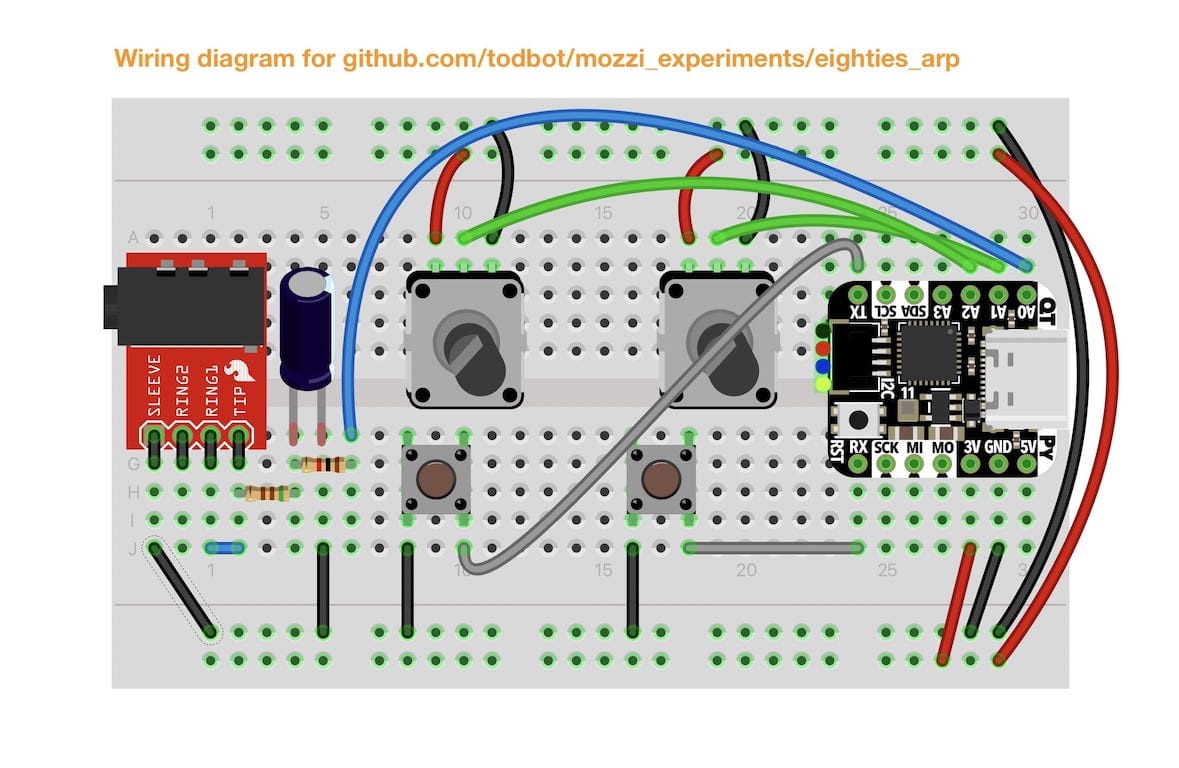 Wiring diagram for github.com/todbot/mozzi_experiments/eighties_arp
1 5 10 15 20 25 30
A
SLEEVE
RING2
RING1
TIP
TX SCL SDA A3 A2 A1 A0
QT
I2C
11
RST
RX SCK MI MO 3V GND 5V
PY
G
H
I
J
1 10 15 20 25